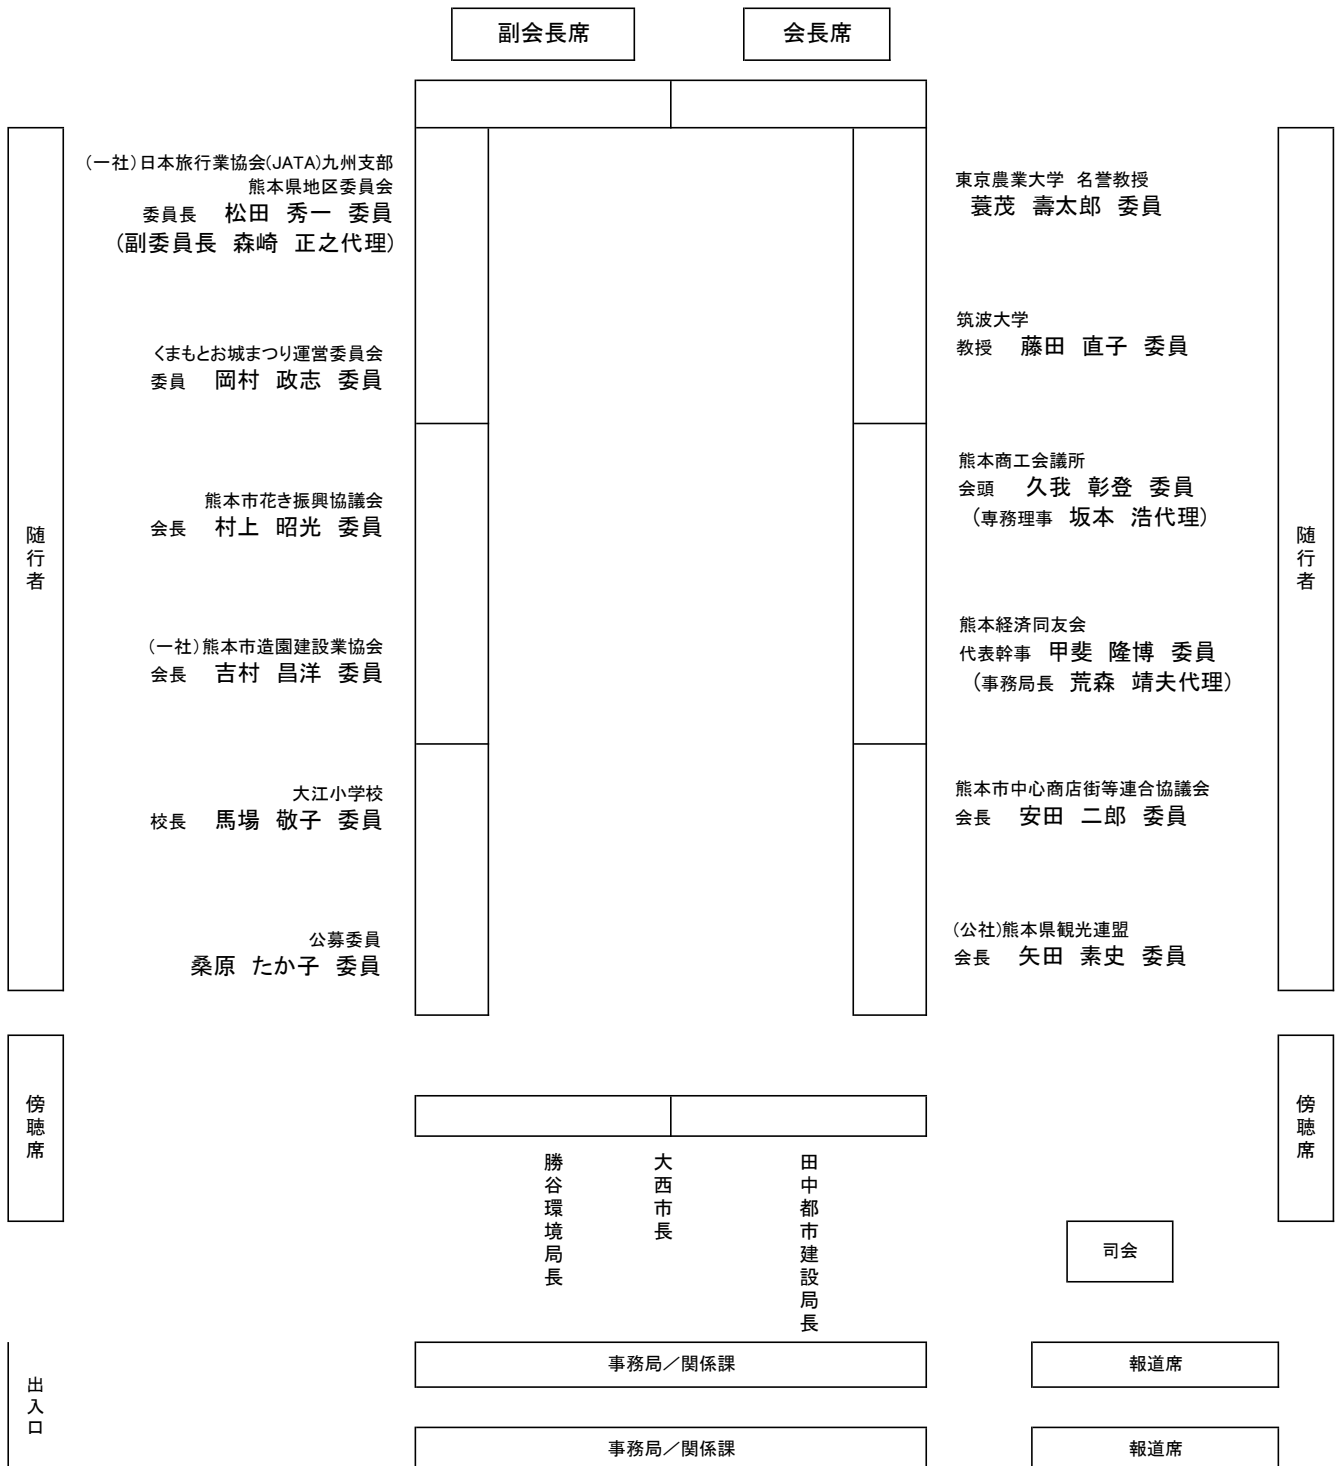 副会長席
会長席
随行者
(一社)日本旅行業協会(JATA)九州支部
熊本県地区委員会
委員長 松田 秀一 委員
(副委員長 森崎 正之代理)
くまもとお城まつり運営委員会
委員 岡村 政志 委員
熊本市花き振興協議会
会長 村上 昭光 委員
(一社)熊本市造園建設業協会
会長 吉村 昌洋 委員
大江小学校
校長 馬場 敬子 委員
公募委員
桑原 たか子 委員
東京農業大学 名誉教授
蓑茂 壽太郎 委員
筑波大学
教授 藤田 直子 委員
熊本商工会議所
会頭 久我 彰登 委員
(専務理事 坂本 浩代理)
熊本経済同友会
代表幹事 甲斐 隆博 委員
(事務局長 荒森 靖夫代理)
熊本市中心商店街等連合協議会
会長 安田 二郎 委員
(公社)熊本県観光連盟
会長 矢田 素史 委員
随行者
傍聴席
傍聴席
勝谷環境局長
大西市長
田中都市建設局長
司会
出入口
事務局/関係課
報道席
事務局/関係課
報道席